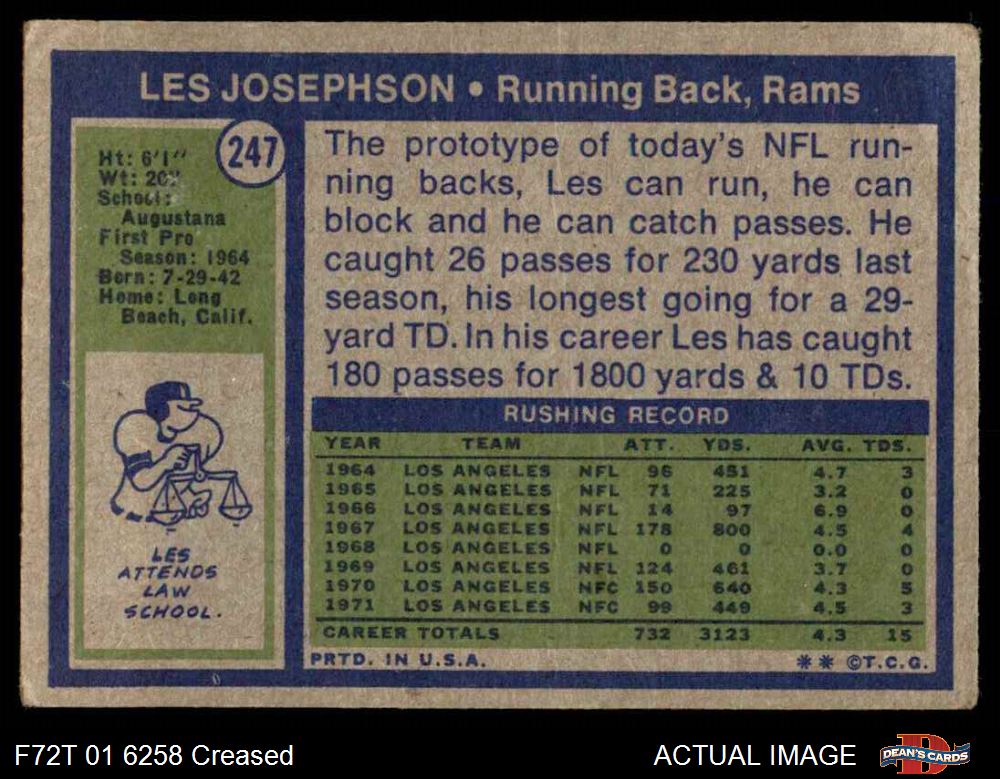 LES JOSEPHSON • Running Back, Rams
247
Ht: 6'1"
Wt:
School:
Augustana
First Pro
Season: 1964
Born: 7-29-42
Home: Long
Beach, Calif.
LES
ATTENDS
LAW
SCHOOL.
The prototype of today's NFL run-
ning backs, Les can run, he can
block and he can catch passes. He
caught 26 passes for 230 yards last
season, his longest going for a 29-
yard TD. In his career Les has caught
180 passes for 1800 yards & 10 TDs.
RUSHING RECORD
YEAR TEAM ATT. YDS. AVG. TDS.
1964 LOS ANGELES NFL 96 451 4.7 3
1965 LOS ANGELES NFL 71 225 3.2 0
1966 LOS ANGELES NFL 14 97 6.9 0
1967 LOS ANGELES NFL 178 800 4.5 4
1968 LOS ANGELES NFL 0 0 0.0 0
1969 LOS ANGELES NFL 124 461 3.7 0
1970 LOS ANGELES NFC 150 640 4.3 5
1971 LOS ANGELES NFC 99 449 4.5 3
CAREER TOTALS 732 3123 4.3 15
PRTD. IN U.S.A. ** ©T.C.G.
F72T 01 6258 Creased ACTUAL IMAGE DEAN'S CARDS